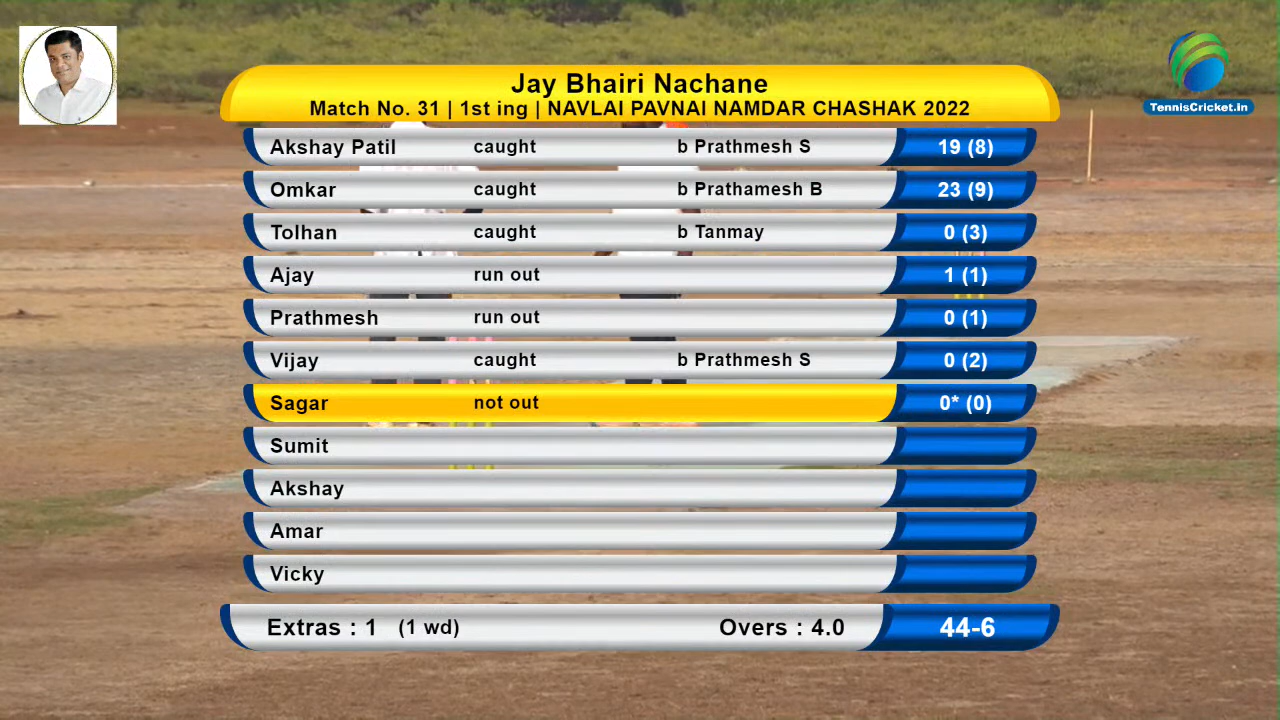 Jay Bhairi Nachane
Match No. 31 | 1st ing | NAVLAI PAVNAI NAMDAR CHASHAK 2022
TennisCricket.in
Akshay Patil caught b Prathmesh S 19 (8)
Omkar caught b Prathamesh B 23 (9)
Tolhan caught b Tanmay 0 (3)
Ajay run out 1 (1)
Prathmesh run out 0 (1)
Vijay caught b Prathmesh S 0 (2)
Sagar not out 0* (0)
Sumit
Akshay
Amar
Vicky
Extras : 1 (1 wd) Overs : 4.0 44-6